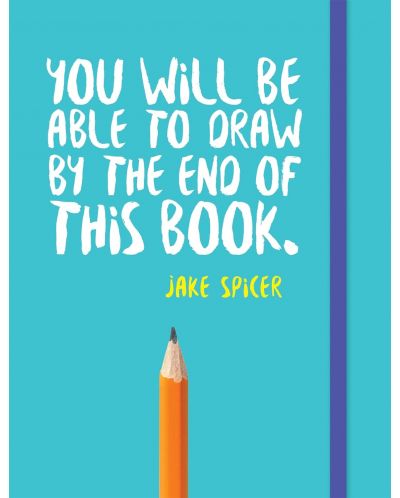 YOU WiLL BE
ABLE TO DRAW
BY THE END OF
THiS BOOK.
JAKE SPiCER